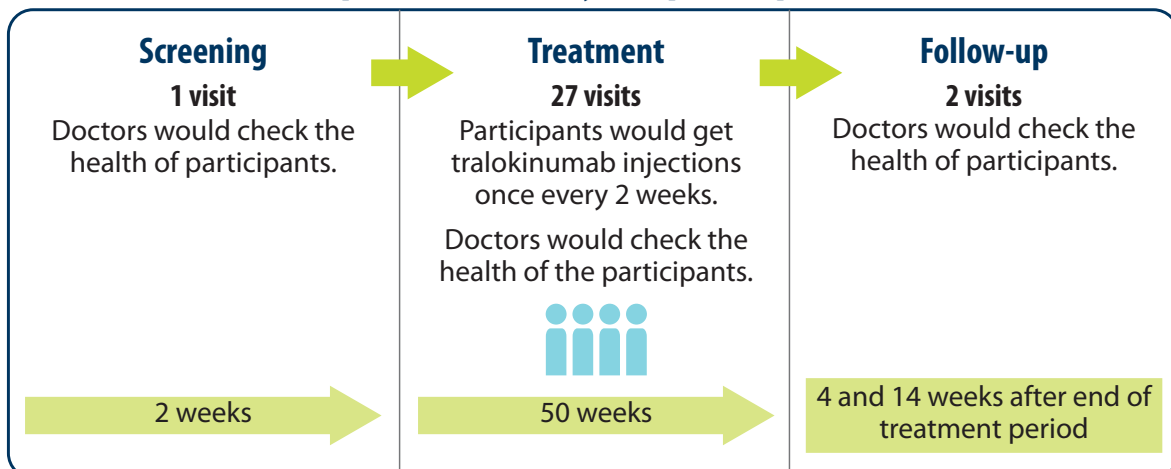 Screening
1 visit
Doctors would check the
health of participants.
2 weeks
Treatment
27 visits
Participants would get
tralokinumab injections
once every 2 weeks.
Doctors would check the
health of the participants.
50 weeks
Follow-up
2 visits
Doctors would check the
health of participants.
4 and 14 weeks after end of
treatment period